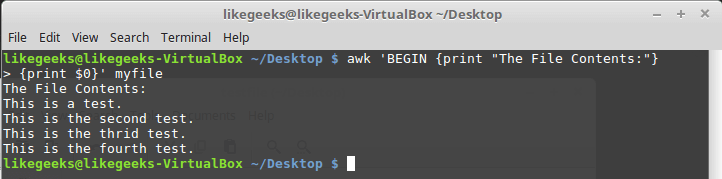 likegeeks@likegeeks-VirtualBox ~/Desktop
File Edit View Search Terminal Help
likegeeks@likegeeks-VirtualBox ~/Desktop $ awk 'BEGIN {print "The File Contents:"}
> {print $0}' myfile
The File Contents:
This is a test.
This is the second test.
This is the thrid test.
This is the fourth test.
likegeeks@likegeeks-VirtualBox ~/Desktop $